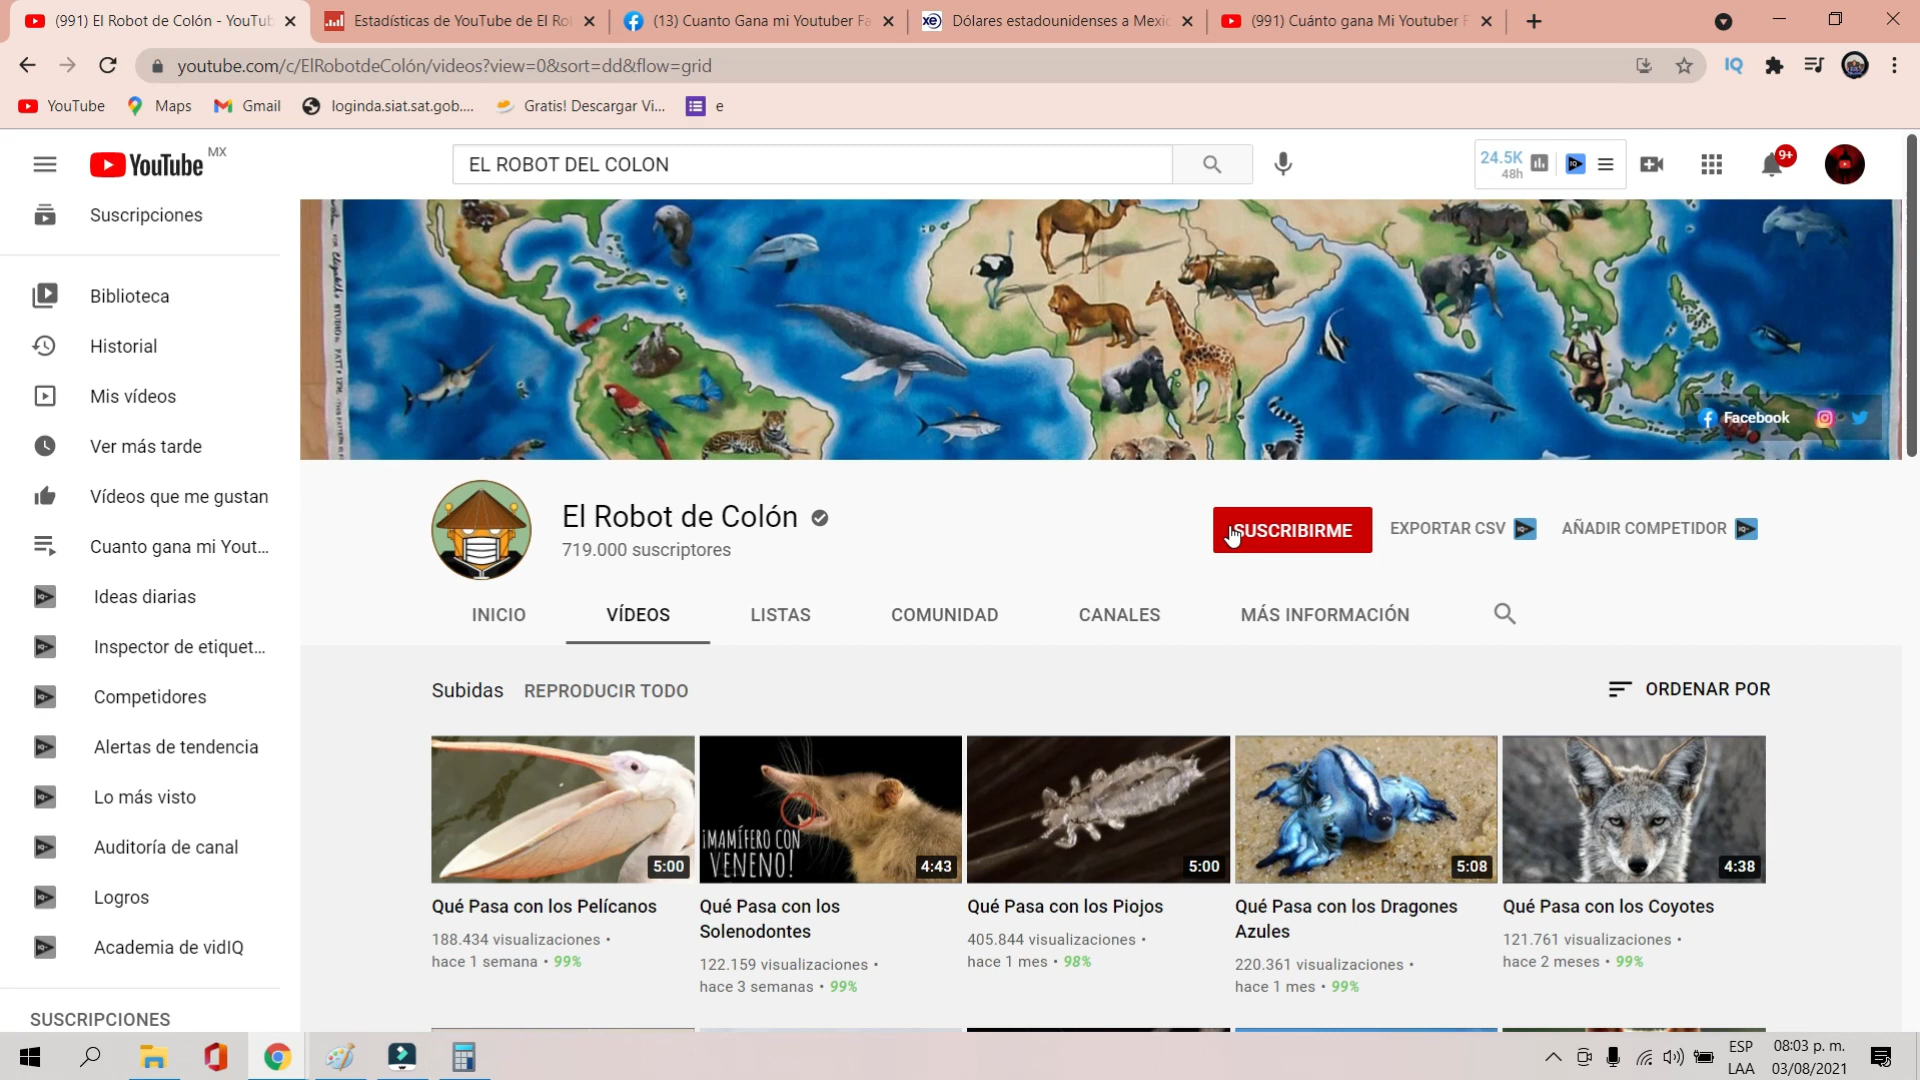 (991) El Robot de Colón - YouTub
Estadísticas de YouTube de El Ro
(13) Cuanto Gana mi Youtuber Fa
Dólares estadounidenses a Mexic
(991) Cuánto gana Mi Youtuber F
youtube.com/c/ElRobotdeColón/videos?view=0&sort=dd&flow=grid
YouTube
Maps
Gmail
loginda.siat.sat.gob....
Gratis! Descargar Vi...
e
YouTube MX
EL ROBOT DEL COLON
24.5K
48h
9+
Suscripciones
Biblioteca
Historial
Mis vídeos
Ver más tarde
Vídeos que me gustan
Cuanto gana mi Yout...
Ideas diarias
Inspector de etiquet...
Competidores
Alertas de tendencia
Lo más visto
Auditoría de canal
Logros
Academia de vidIQ
SUSCRIPCIONES
Facebook
El Robot de Colón
719.000 suscriptores
SUSCRIBIRME
EXPORTAR CSV
AÑADIR COMPETIDOR
INICIO
VÍDEOS
LISTAS
COMUNIDAD
CANALES
MÁS INFORMACIÓN
Subidas
REPRODUCIR TODO
ORDENAR POR
5:00
¡MAMÍFERO CON
VENENO!
4:43
5:00
5:08
4:38
Qué Pasa con los Pelícanos
188.434 visualizaciones •
hace 1 semana • 99%
Qué Pasa con los
Solenodontes
122.159 visualizaciones •
hace 3 semanas • 99%
Qué Pasa con los Piojos
405.844 visualizaciones •
hace 1 mes • 98%
Qué Pasa con los Dragones
Azules
220.361 visualizaciones •
hace 1 mes • 99%
Qué Pasa con los Coyotes
121.761 visualizaciones •
hace 2 meses • 99%
ESP
LAA
08:03 p. m.
03/08/2021